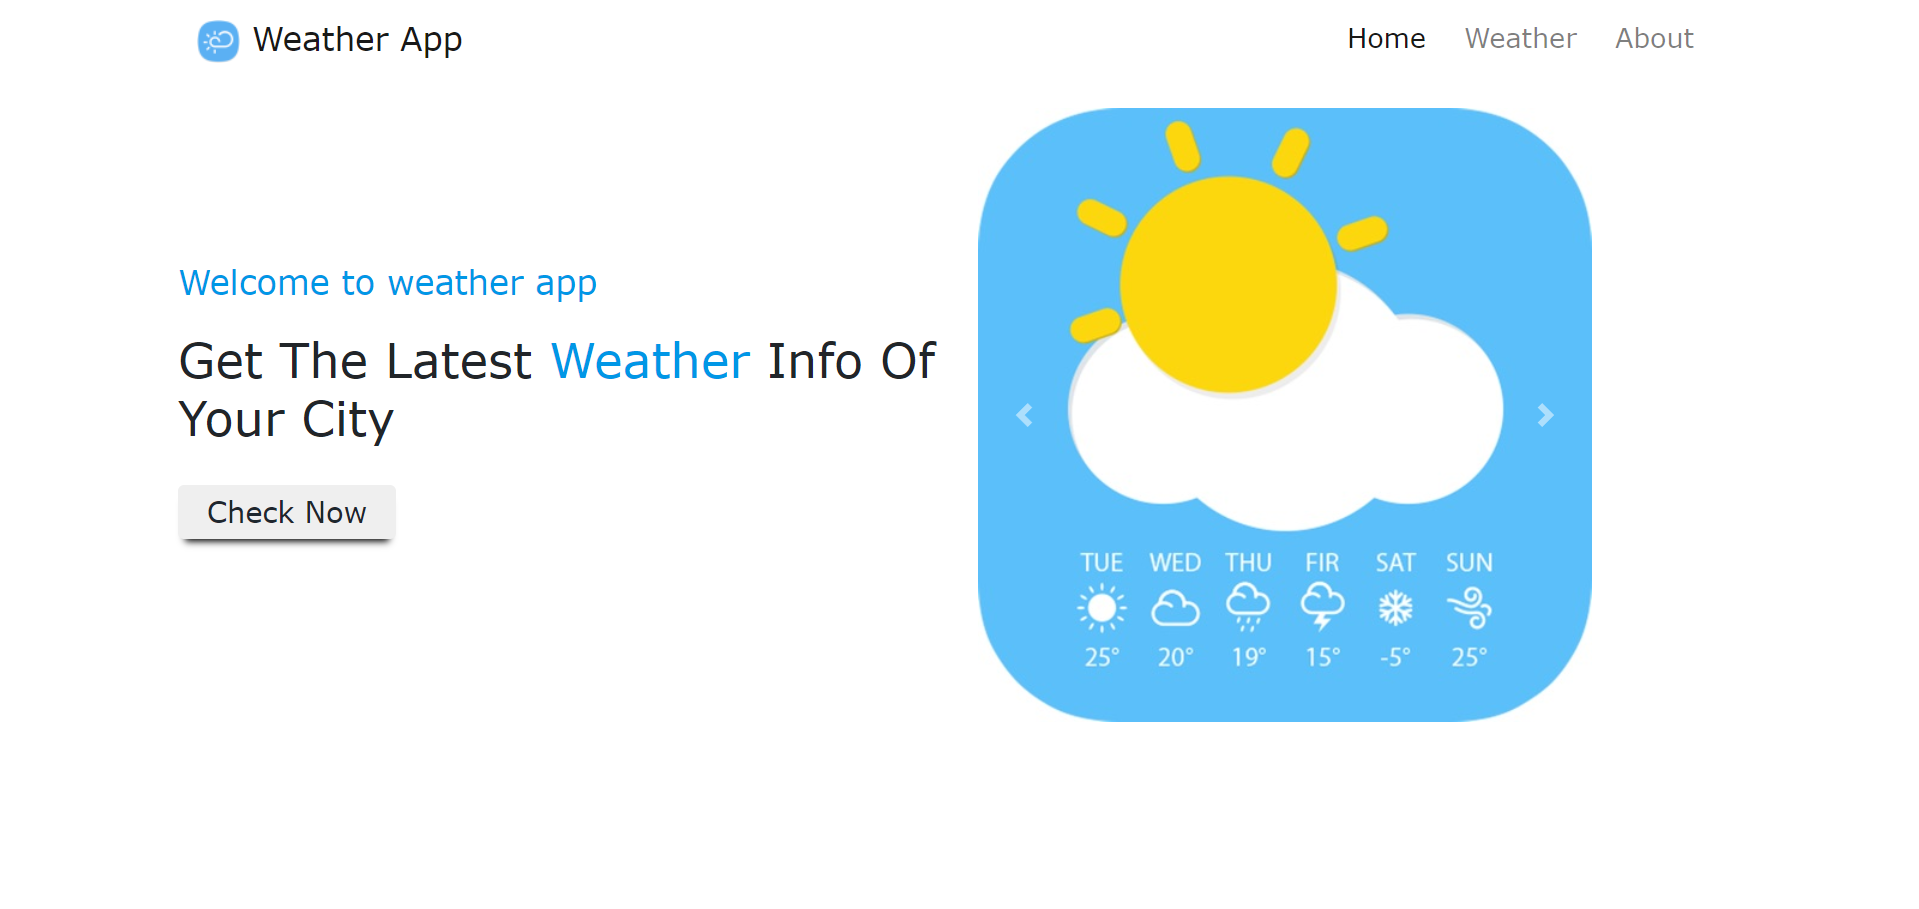 Weather App
Home Weather About
Welcome to weather app
Get The Latest Weather Info Of
Your City
Check Now
TUE WED THU FIR SAT SUN
25° 20° 19° 15° -5° 25°